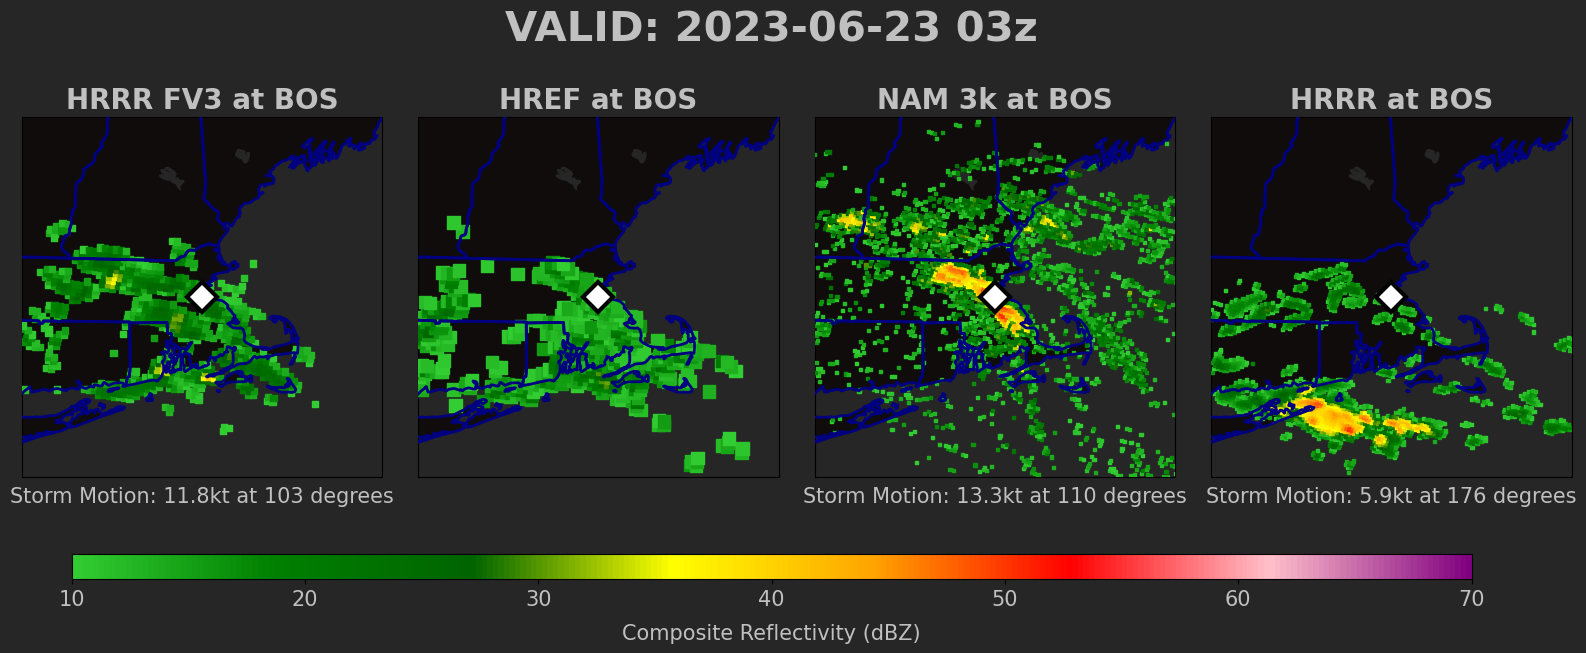 VALID: 2023-06-23 03z
HRRR FV3 at BOS
HREF at BOS
NAM 3k at BOS
HRRR at BOS
Storm Motion: 11.8kt at 103 degrees
Storm Motion: 13.3kt at 110 degrees
Storm Motion: 5.9kt at 176 degrees
10 20 30 40 50 60 70
Composite Reflectivity (dBZ)